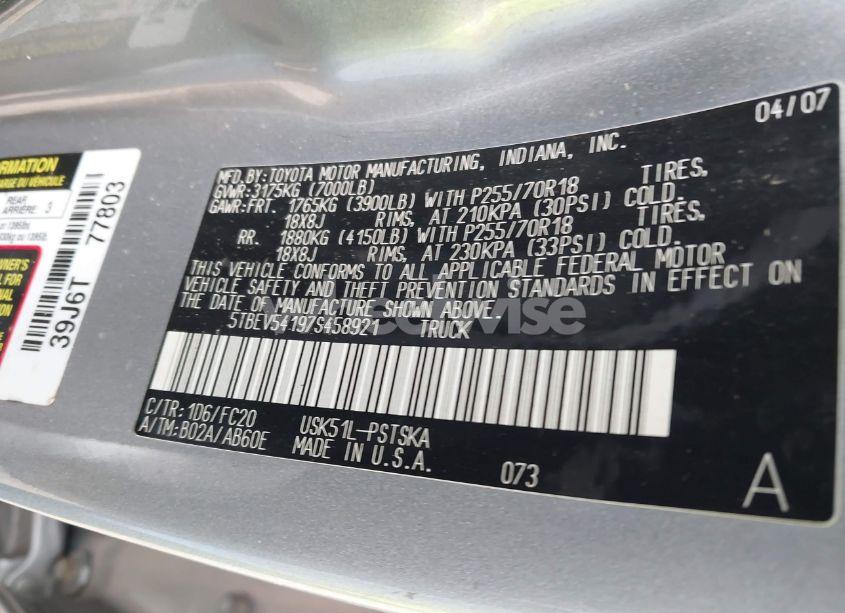 FORMATION
REAR
ARRIÈRE 3
39J6T 77803
04/07
MFD. BY: TOYOTA MOTOR MANUFACTURING, INDIANA, INC.
GVWR: 3175KG (7000LB)
GAWR: FRT. 1765KG (3900LB) WITH P255/70R18 TIRES,
18X8J RIMS, AT 210KPA (30PSI) COLD.
RR. 1880KG (4150LB) WITH P255/70R18 TIRES,
18X8J RIMS, AT 230KPA (33PSI) COLD.
THIS VEHICLE CONFORMS TO ALL APPLICABLE FEDERAL MOTOR
VEHICLE SAFETY AND THEFT PREVENTION STANDARDS IN EFFECT ON
THE DATE OF MANUFACTURE SHOWN ABOVE.
5TBEV54197S458921 TRUCK
C/TR: 1D6/FC20 USK51L-PSTSKA
A/TM: B02A/AB60E MADE IN U.S.A.
073 A